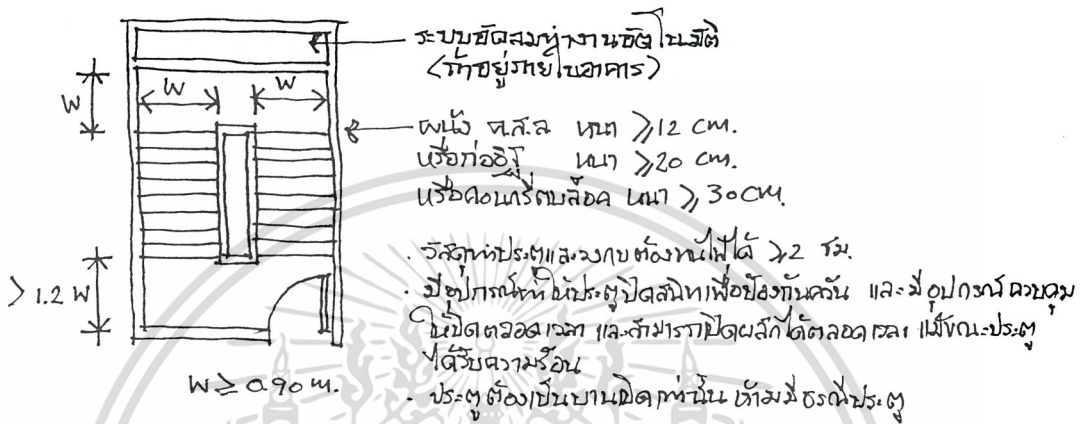 ระบบอัดลมทำงานอัตโนมัติ
(ถ้าอยู่ภายในอาคาร)
W
W
W
ผนัง ค.ส.ล หนา ≥12 cm.
หรือก่ออิฐ หนา ≥20 cm.
หรือคอนกรีตบล็อค หนา ≥30cm.
. วัสดุทำประตูและวงกบต้องทนไฟได้ ≥2 ชม.
. มีอุปกรณ์ทำให้ประตูปิดสนิทเพื่อป้องกันควัน และมีอุปกรณ์ควบคุม
ให้ปิดตลอดเวลา และสามารถเปิดผลักได้ตลอดเวลา แม้ขณะประตู
ได้รับความร้อน
- ประตูต้องเป็นบานเปิดเท่านั้น ห้ามมีธรณีประตู
> 1.2 W
W ≥ 0.90 m.